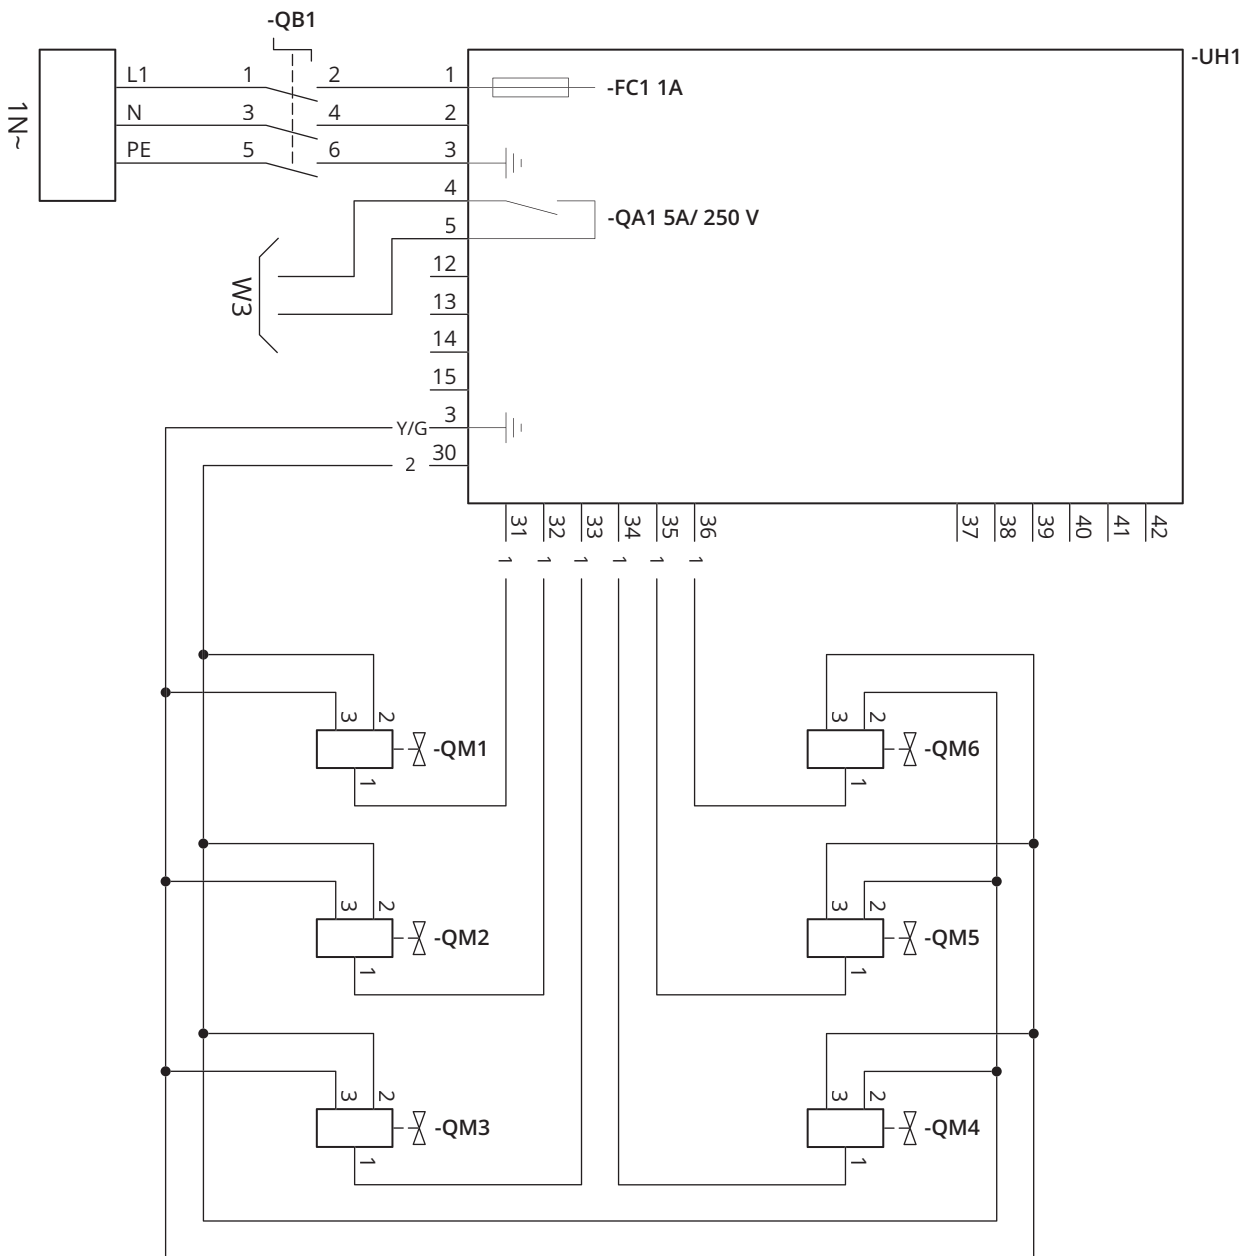 -QB1
-UH1
1N~
L1 1 2 1
-FC1 1A
N 3 4 2
PE 5 6 3
4
-QA1 5A/ 250 V
5
W3
12
13
14
15
Y/G 3
2 30
31 32 33 34 35 36 37 38 39 40 41 42
1 1 1 1 1 1
3 2 3 2
-QM1 -QM6
1 1
3 2 3 2
-QM2 -QM5
1 1
3 2 3 2
-QM3 -QM4
1 1